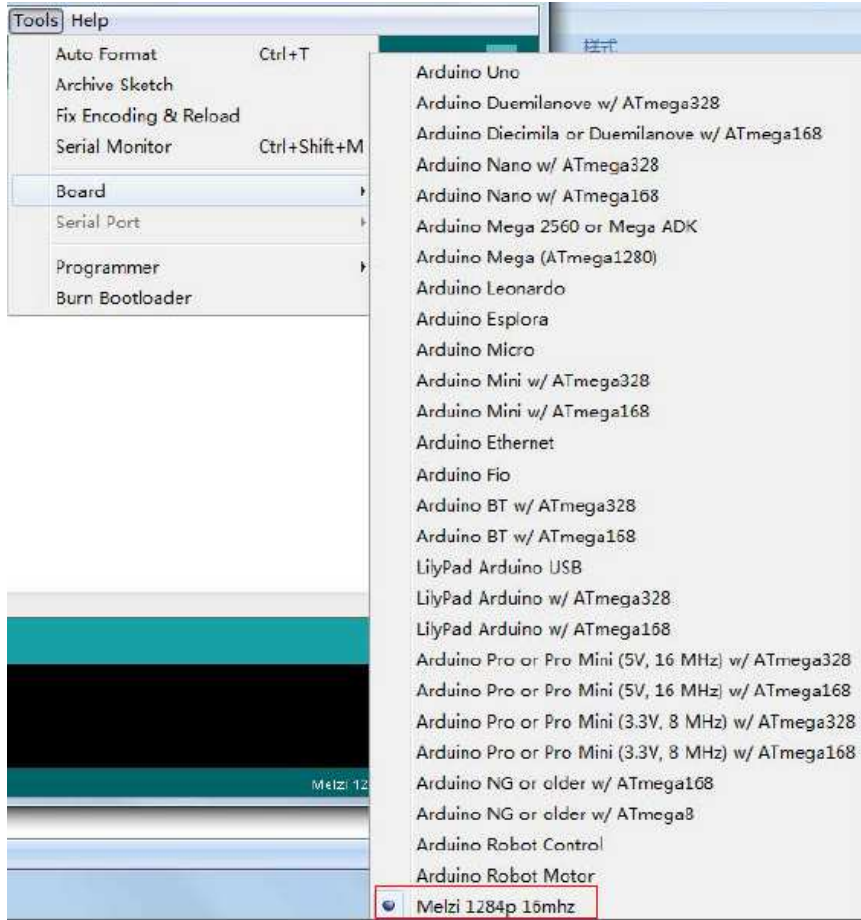 Tools Help
样式
Auto Format Ctrl+T
Archive Sketch
Fix Encoding & Reload
Serial Monitor Ctrl+Shift+M
Board
Serial Port
Programmer
Burn Bootloader
Arduino Uno
Arduino Duemilanove w/ ATmega328
Arduino Diecimila or Duemilanove w/ ATmega168
Arduino Nano w/ ATmega328
Arduino Nano w/ ATmega168
Arduino Mega 2560 or Mega ADK
Arduino Mega (ATmega1280)
Arduino Leonardo
Arduino Esplora
Arduino Micro
Arduino Mini w/ ATmega328
Arduino Mini w/ ATmega168
Arduino Ethernet
Arduino Fio
Arduino BT w/ ATmega328
Arduino BT w/ ATmega168
LilyPad Arduino USB
LilyPad Arduino w/ ATmega328
LilyPad Arduino w/ ATmega168
Arduino Pro or Pro Mini (5V, 16 MHz) w/ ATmega328
Arduino Pro or Pro Mini (5V, 16 MHz) w/ ATmega168
Arduino Pro or Pro Mini (3.3V, 8 MHz) w/ ATmega328
Arduino Pro or Pro Mini (3.3V, 8 MHz) w/ ATmega168
Arduino NG or older w/ ATmega168
Arduino NG or older w/ ATmega8
Arduino Robot Control
Arduino Robot Motor
Melzi 1284p 16mhz
Melzi 12